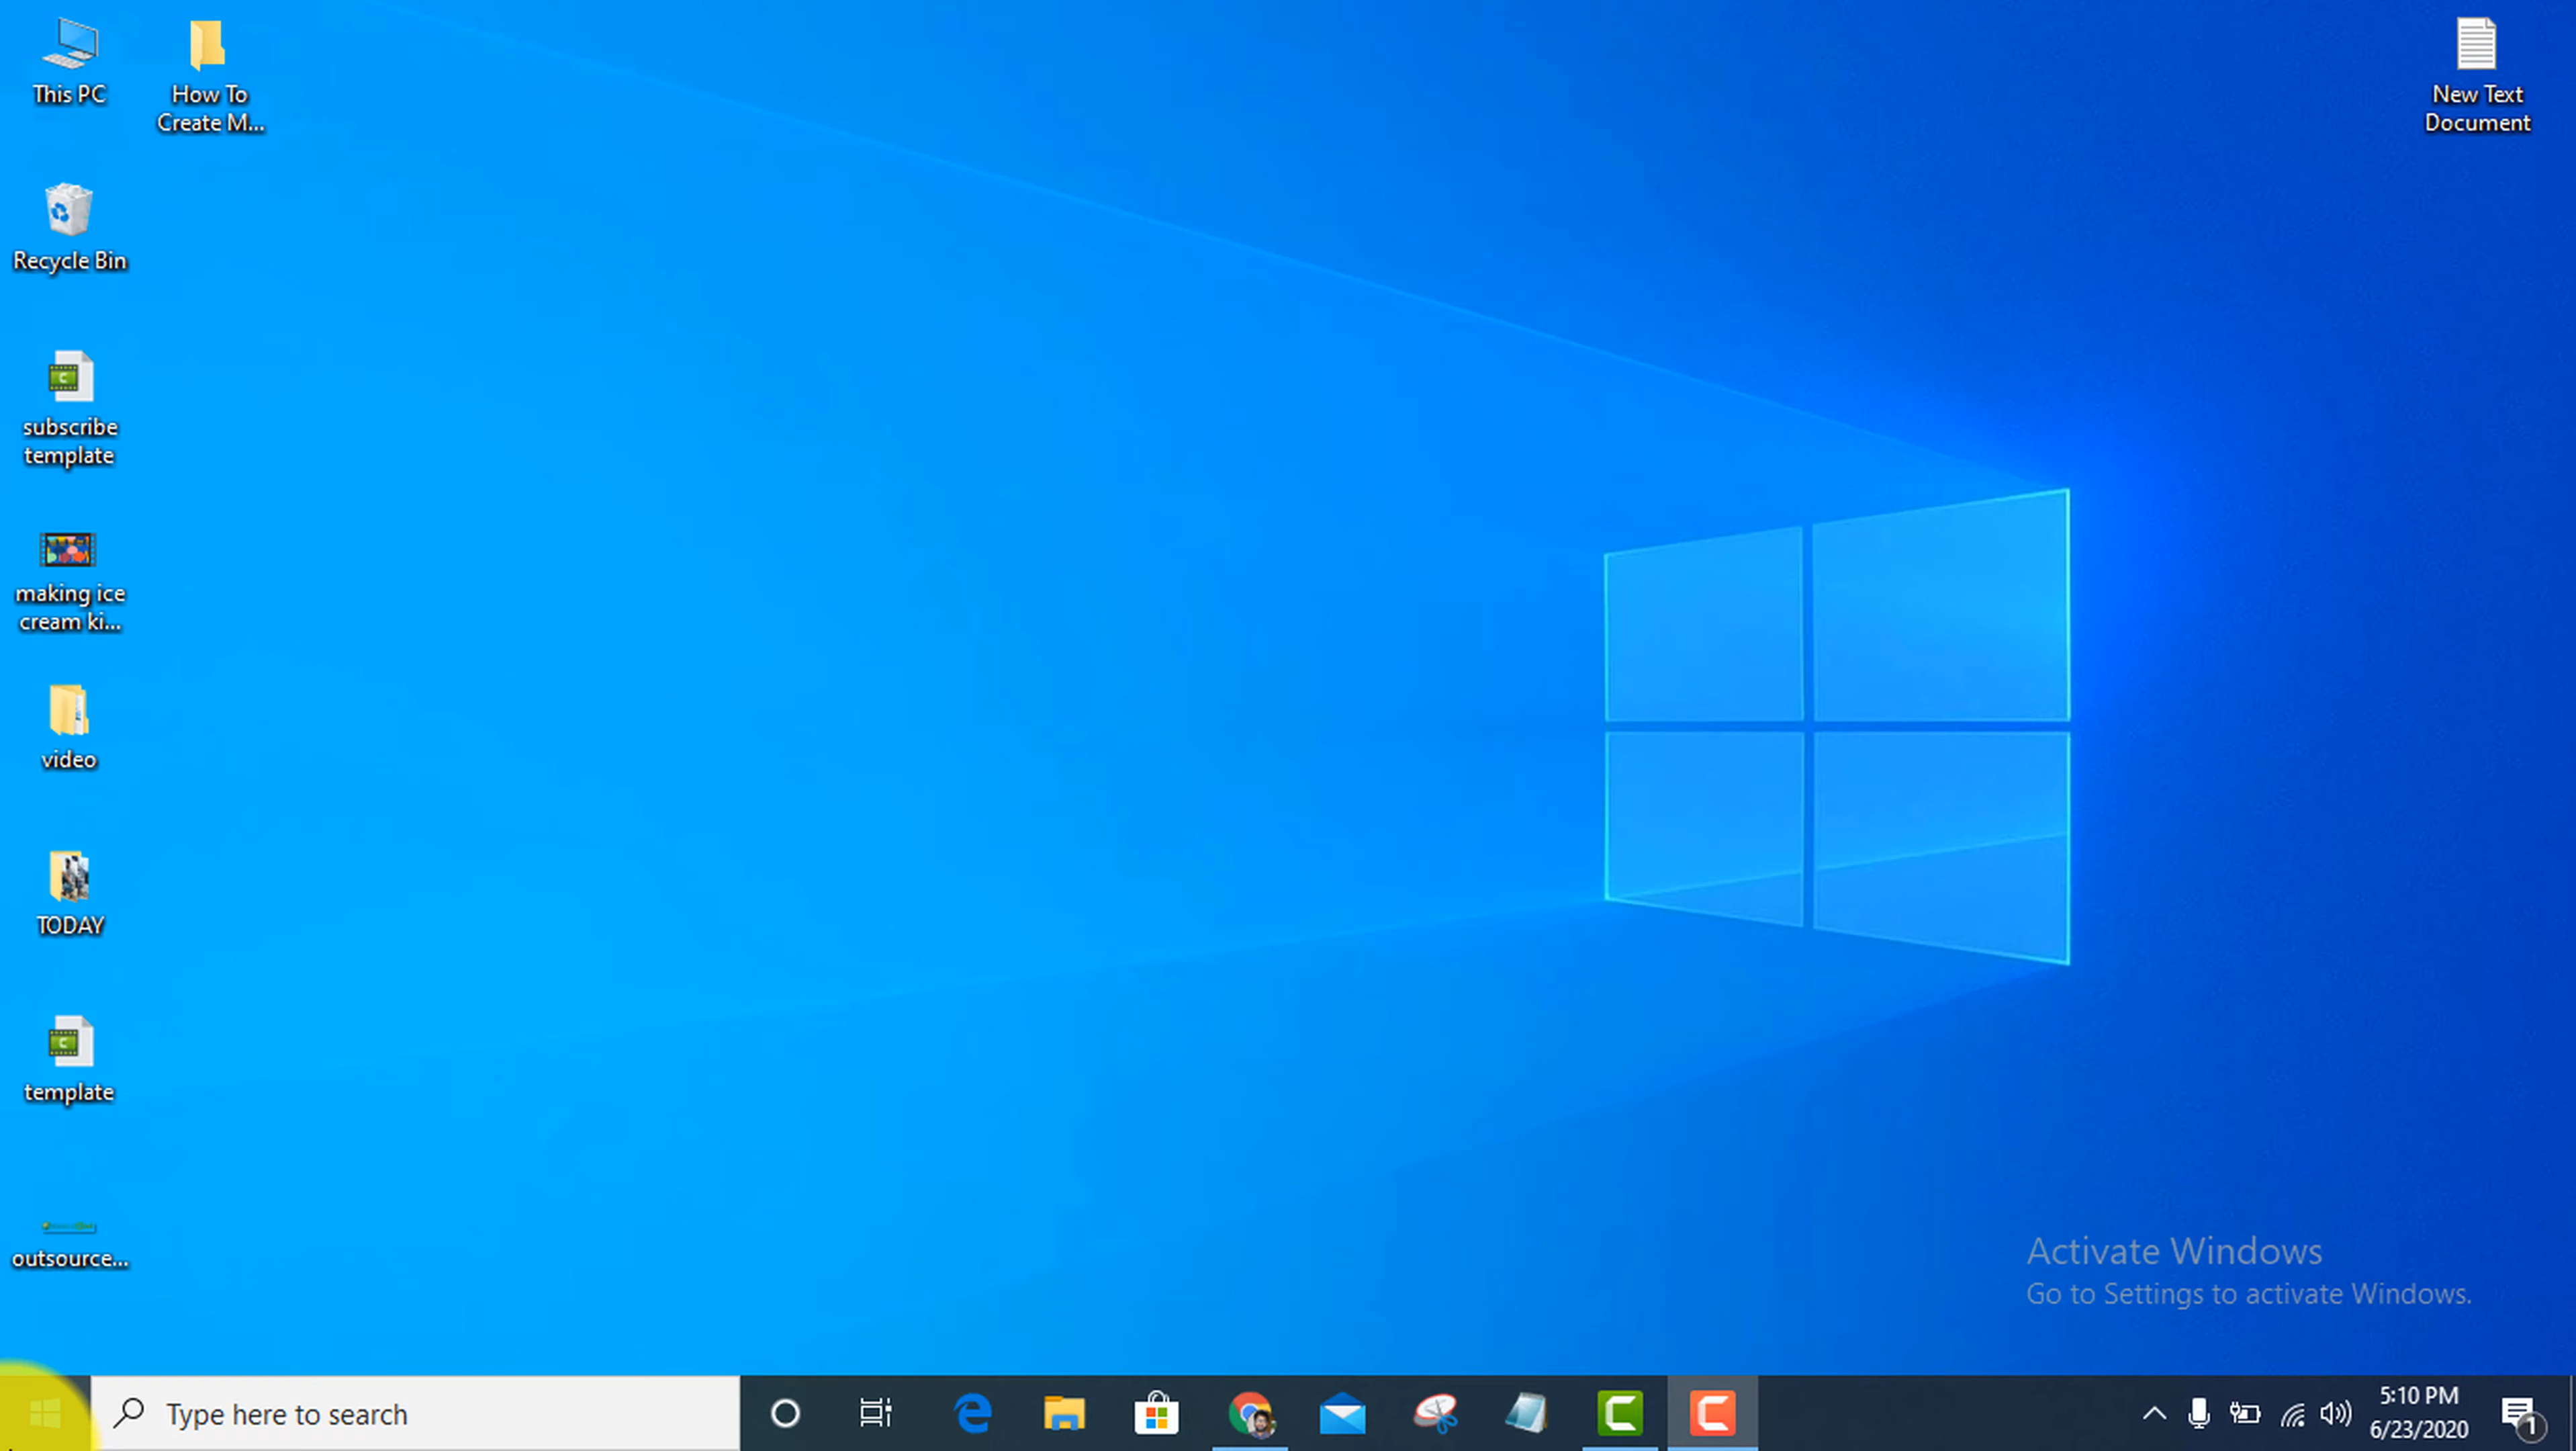 This PC
How To
Create M...
New Text
Document
Recycle Bin
subscribe
template
making ice
cream ki...
video
TODAY
template
outsource...
Activate Windows
Go to Settings to activate Windows.
Type here to search
5:10 PM
6/23/2020
1